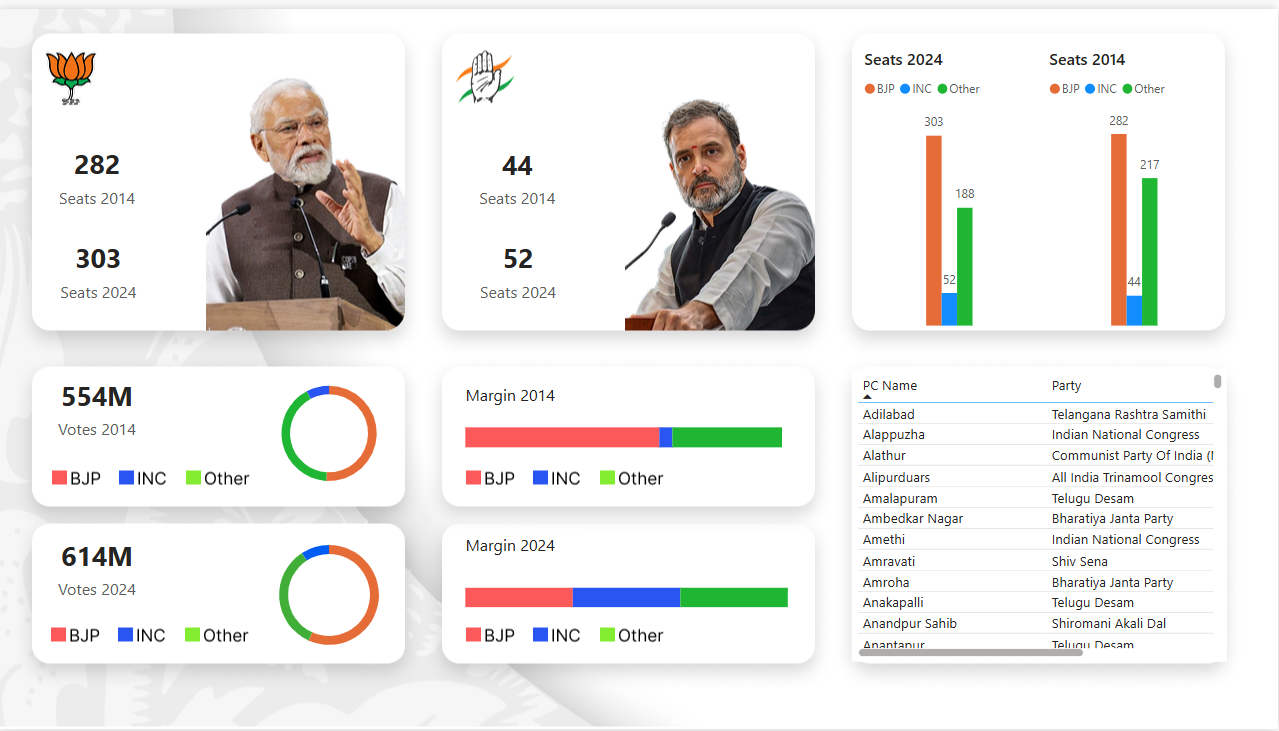 282
Seats 2014
303
Seats 2024
44
Seats 2014
52
Seats 2024
Seats 2024
BJP INC Other
303
52
188
Seats 2014
BJP INC Other
282
44
217
554M
Votes 2014
BJP INC Other
614M
Votes 2024
BJP INC Other
Margin 2014
BJP INC Other
Margin 2024
BJP INC Other
PC Name Party
Adilabad Telangana Rashtra Samithi
Alappuzha Indian National Congress
Alathur Communist Party Of India
Alipurduars All India Trinamool Congres
Amalapuram Telugu Desam
Ambedkar Nagar Bharatiya Janta Party
Amethi Indian National Congress
Amravati Shiv Sena
Amroha Bharatiya Janta Party
Anakapalli Telugu Desam
Anandpur Sahib Shiromani Akali Dal
Anantapur Telugu Desam